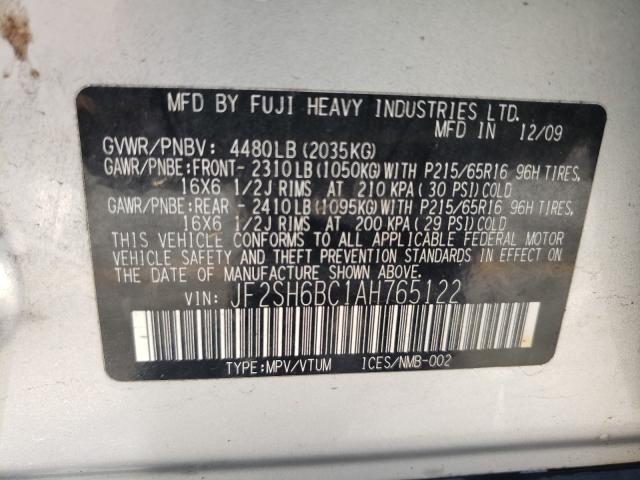 MFD BY FUJI HEAVY INDUSTRIES LTD.
MFD IN 12/09
GVWR/PNBV: 4480LB(2035KG)
GAWR/PNBE:FRONT- 2310LB(1050KG)WITH P215/65R16 96H TIRES,
16X6 1/2J RIMS AT 210 KPA(30 PSI)COLD
GAWR/PNBE:REAR - 2410LB(1095KG)WITH P215/65R16 96H TIRES,
16X6 1/2J RIMS AT 200 KPA(29 PSI)COLD
THIS VEHICLE CONFORMS TO ALL APPLICABLE FEDERAL MOTOR
VEHICLE SAFETY AND THEFT PREVENTION STANDARDS IN EFFECT ON
THE DATE OF MANUFACTURE SHOWN ABOVE.
VIN: JF2SH6BC1AH765122
TYPE:MPV/VTUM ICES/NMB-002